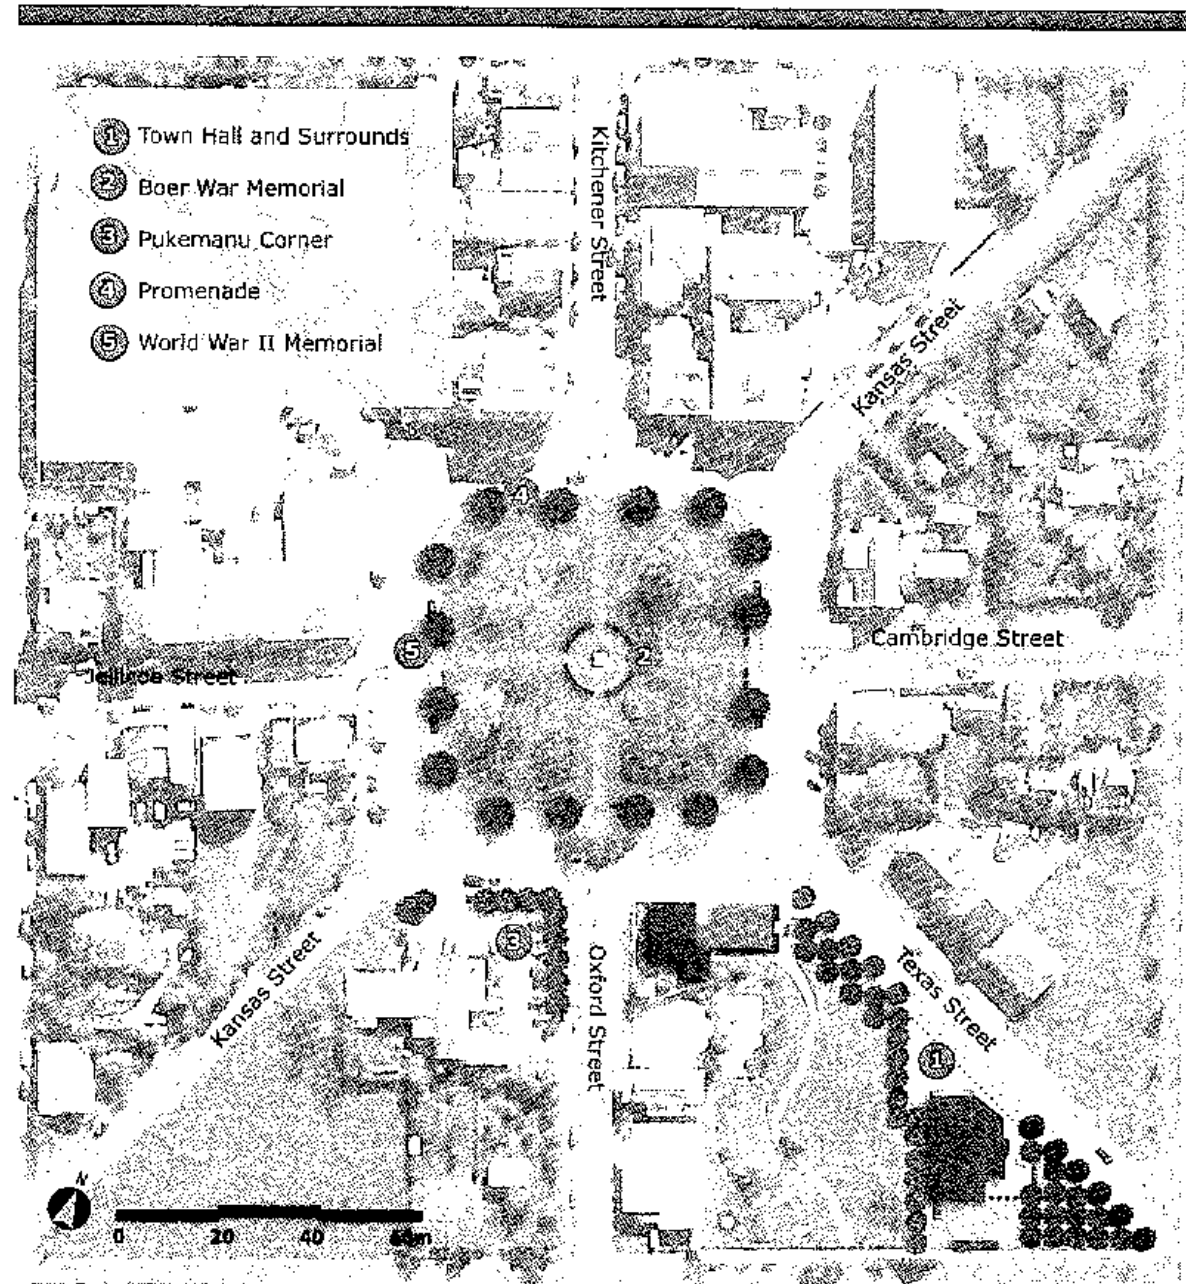 1 Town Hall and Surrounds
2 Boer War Memorial
3 Pukemanu Corner
4 Promenade
5 World War II Memorial
Kitchener Street
Kansas Street
4
5
2
Cambridge Street
Jellicoe Street
3
Kansas Street
Oxford Street
Texas Street
1
N
0 20 40 60m